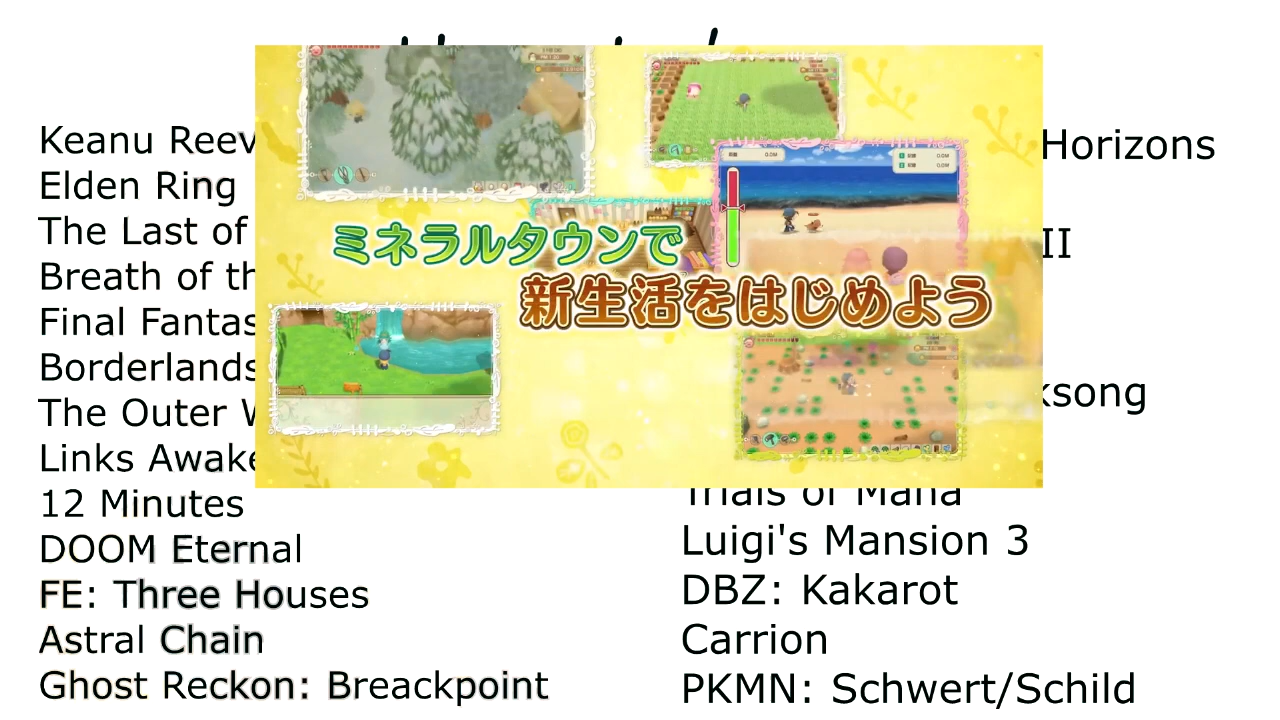 Keanu Reev
Elden Ring
The Last of
Breath of th
Final Fantas
Borderlands
The Outer W
Links Awake
12 Minutes
DOOM Eternal
FE: Three Houses
Astral Chain
Ghost Reckon: Breackpoint
ミネラルタウンで
新生活をはじめよう
Horizons
II
ksong
Trials of Mana
Luigi's Mansion 3
DBZ: Kakarot
Carrion
PKMN: Schwert/Schild